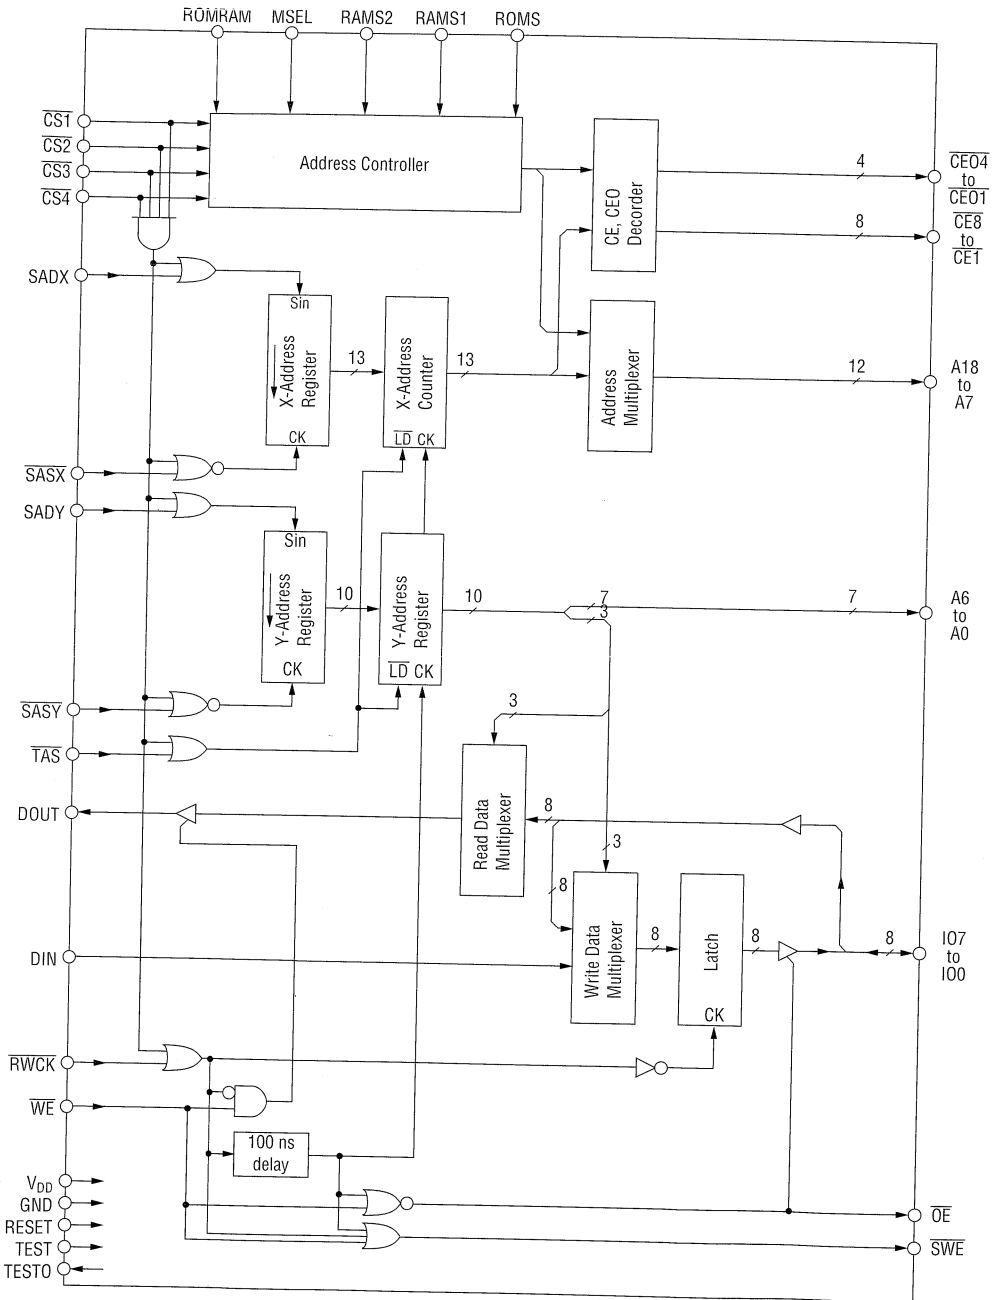 ROMRAM MSEL RAMS2 RAMS1 ROMS
CS1
CS2
CS3
CS4
Address Controller
CE, CEO
Decorder
4
CEO4
to
CEO1
8
CE8
to
CE1
SADX
Sin
X-Address
Register
CK
13
X-Address
Counter
LD CK
13
Address
Multiplexer
12
A18
to
A7
SASX
SADY
Sin
Y-Address
Register
CK
10
Y-Address
Register
LD CK
10
7
3
7
A6
to
A0
SASY
TAS
3
DOUT
Read Data
Multiplexer
8
3
8
DIN
Write Data
Multiplexer
8
Latch
CK
8
8
IO7
to
IO0
RWCK
WE
100 ns
delay
VDD
GND
RESET
TEST
TESTO
OE
SWE